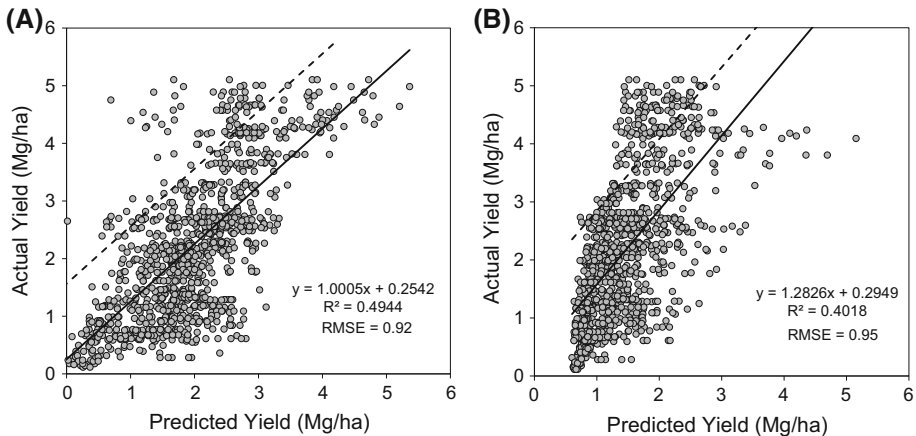 (A)
6
5
4
3
2
1
0
Actual Yield (Mg/ha)
y = 1.0005x + 0.2542
R² = 0.4944
RMSE = 0.92
0 1 2 3 4 5 6
Predicted Yield (Mg/ha)
(B)
6
5
4
3
2
1
0
Actual Yield (Mg/ha)
y = 1.2826x + 0.2949
R² = 0.4018
RMSE = 0.95
0 1 2 3 4 5 6
Predicted Yield (Mg/ha)